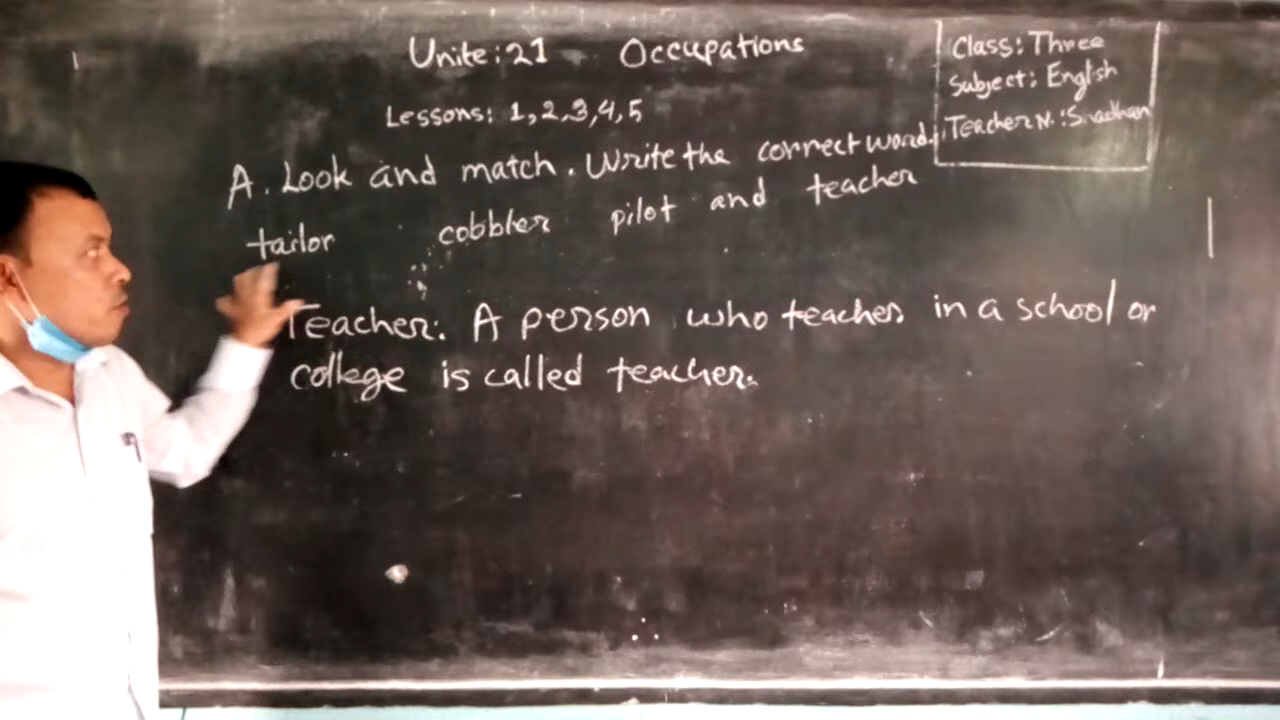 Unite: 21 Occupations
Lessons: 1,2,3,4,5
Class: Three
Subject: English
Teacher N.:
A. Look and match. Write the correct word.
tailor cobbler pilot and teacher
Teacher: A person who teaches in a school or
college is called teacher.